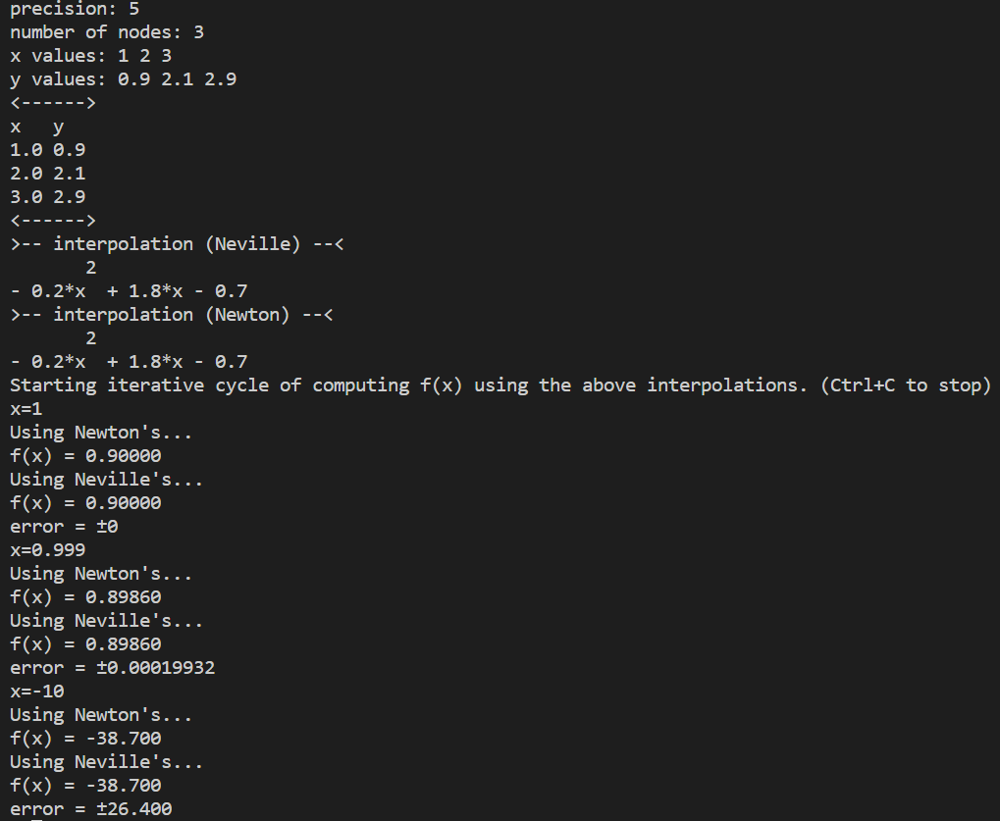 precision: 5
number of nodes: 3
x values: 1 2 3
y values: 0.9 2.1 2.9
<------>
x   y
1.0 0.9
2.0 2.1
3.0 2.9
<------>
>-- interpolation (Neville) --<
       2
- 0.2*x  + 1.8*x - 0.7
>-- interpolation (Newton) --<
       2
- 0.2*x  + 1.8*x - 0.7
Starting iterative cycle of computing f(x) using the above interpolations. (Ctrl+C to stop)
x=1
Using Newton's...
f(x) = 0.90000
Using Neville's...
f(x) = 0.90000
error = ±0
x=0.999
Using Newton's...
f(x) = 0.89860
Using Neville's...
f(x) = 0.89860
error = ±0.00019932
x=-10
Using Newton's...
f(x) = -38.700
Using Neville's...
f(x) = -38.700
error = ±26.400